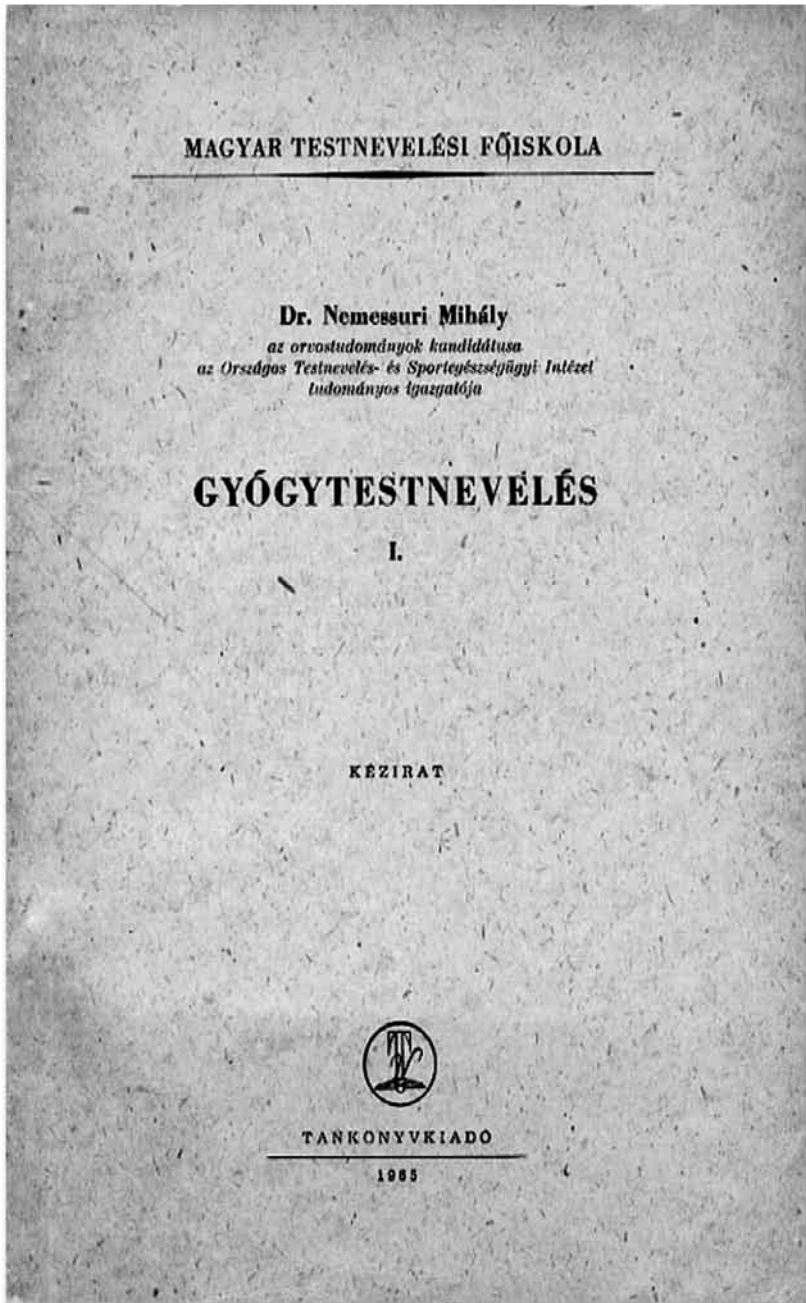 MAGYAR TESTNEVELÉSI FŐISKOLA
Dr. Nemessuri Mihály
az orvostudományok kandidátusa
az Országos Testnevelés- és Sportegészségügyi Intézet
tudományos igazgatója
GYÓGYTESTNEVELÉS
I.
KÉZIRAT
TANKÖNYVKIADÓ
1965